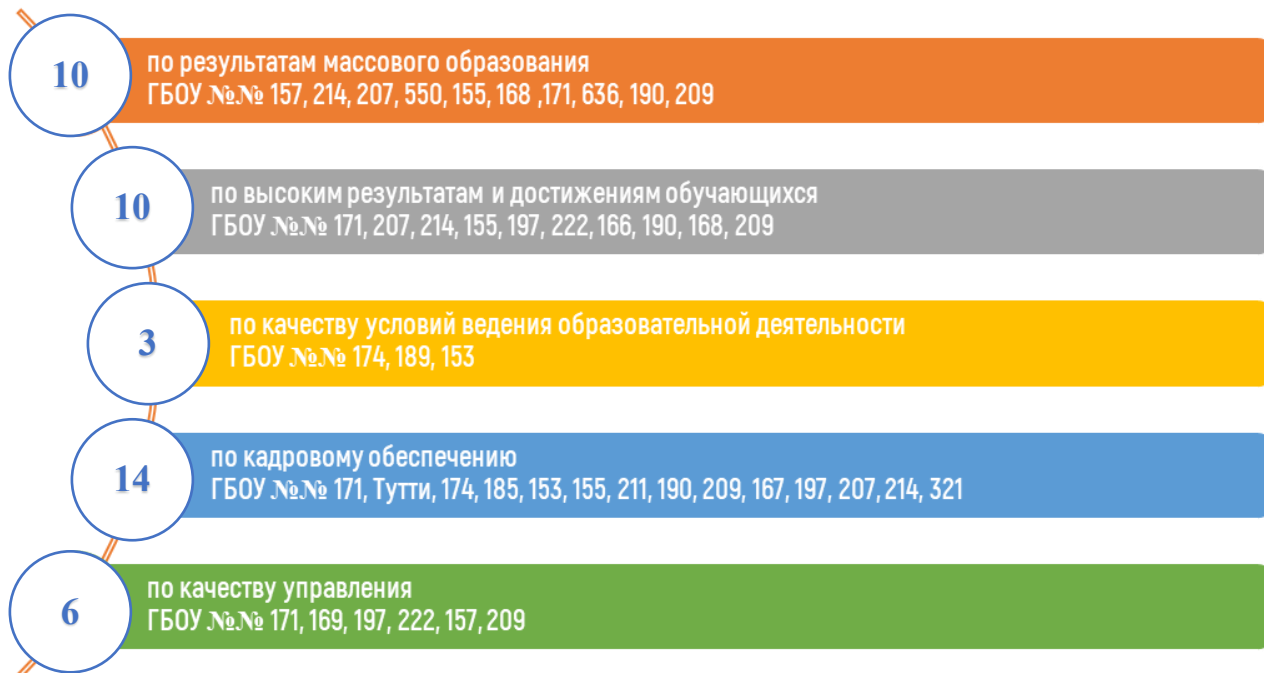 10
по результатам массового образования
ГБОУ №№ 157, 214, 207, 550, 155, 168 ,171, 636, 190, 209
10
по высоким результатам и достижениям обучающихся
ГБОУ №№ 171, 207, 214, 155, 197, 222, 166, 190, 168, 209
3
по качеству условий ведения образовательной деятельности
ГБОУ №№ 174, 189, 153
14
по кадровому обеспечению
ГБОУ №№ 171, Тутти, 174, 185, 153, 155, 211, 190, 209, 167, 197, 207, 214, 321
6
по качеству управления
ГБОУ №№ 171, 169, 197, 222, 157, 209